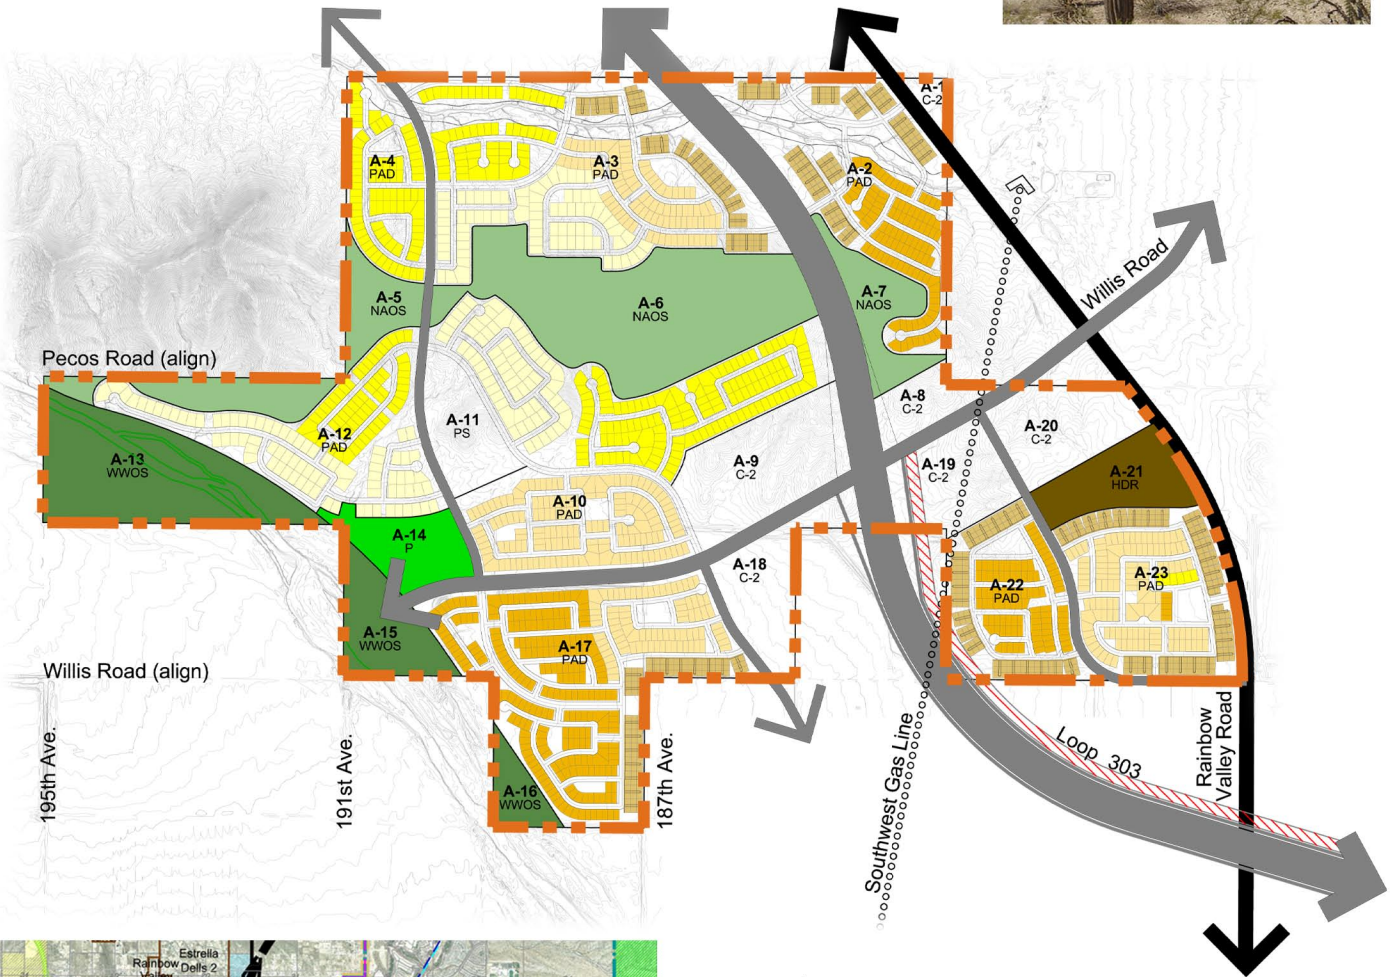 A-1
C-2
A-4
PAD
A-3
PAD
A-2
PAD
Willis Road
A-5
NAOS
A-6
NAOS
A-7
NAOS
Pecos Road (align)
A-8
C-2
A-11
PS
A-12
PAD
A-20
C-2
A-13
WWOS
A-9
C-2
A-19
C-2
A-21
HDR
A-10
PAD
A-14
P
A-18
C-2
A-22
PAD
A-23
PAD
A-15
WWOS
A-17
PAD
Willis Road (align)
195th Ave.
191st Ave.
A-16
WWOS
187th Ave.
Southwest Gas Line
Loop 303
Rainbow
Valley Road
Estrella
Dells 2
Rainbow
Valley